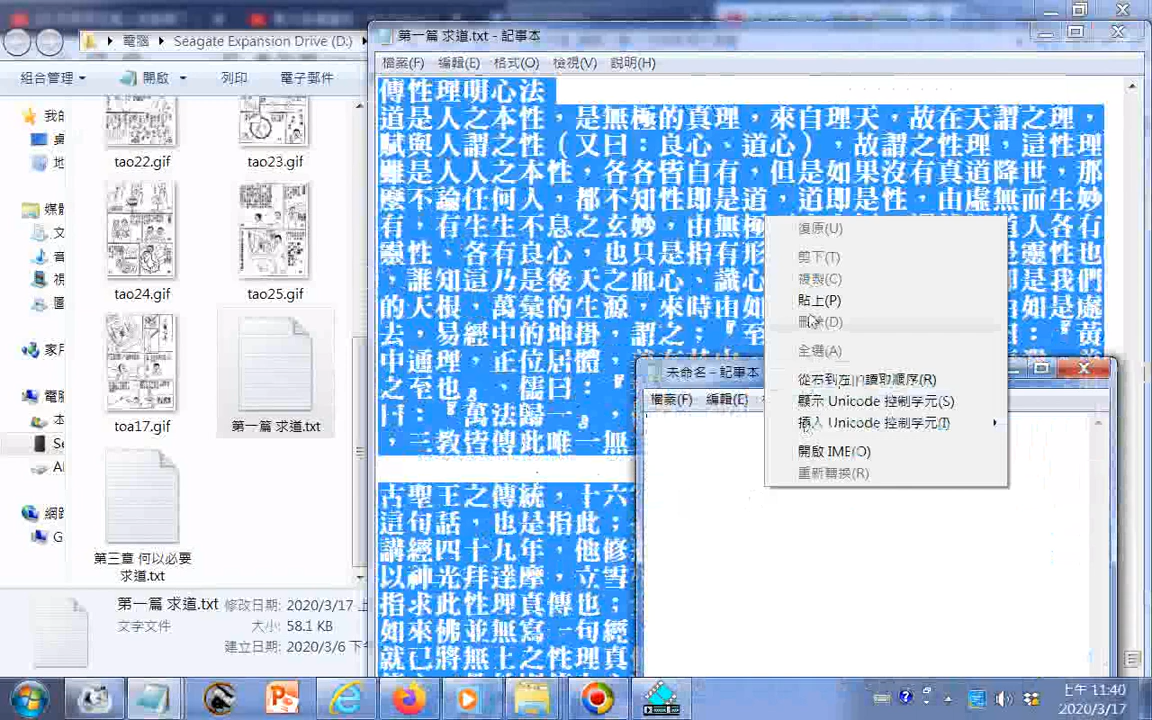 電腦 Seagate Expansion Drive (D:)
組合管理 開啟 列印 電子郵件
tao22.gif tao23.gif
tao24.gif tao25.gif
toa17.gif 第一篇 求道.txt
第三章 何以必要
求道.txt
第一篇 求道.txt 修改日期: 2020/3/17 上
文字文件 大小: 58.1 KB
建立日期: 2020/3/6 下午
第一篇 求道.txt - 記事本
檔案(F) 編輯(E) 格式(O) 檢視(V) 說明(H)
傳性理明心法
道是人之本性，是無極的真理，來自理天，故在天謂之理，
賦與人謂之性（又曰：良心、道心），故謂之性理，這性理
雖是人人之本性，各各皆自有，但是如果沒有真道降世，那
麼不論任何人，都不知性即是道，道即是性，由虛無而生妙
有，有生生不息之玄妙，由無極 道人各有
靈性、各有良心，也只是指有形 靈性也
，誰知這乃是後天之血心、識心 是我們
的天根，萬彙的生源，來時由如 由如是處
去，易經中的坤掛，謂之：『至 『黃
中通理，正位居體
之至也』、儒曰：『
曰：『萬法歸一
，三教皆傳此唯一無
古聖王之傳統，十六
這句話，也是指此；
講經四十九年，他修
以神光拜達摩，立雪
指求此性理真傳也；
如來佛並無寫一句經
就已將無上之性理真
復原(U)
剪下(T)
複製(C)
貼上(P)
刪除(D)
全選(A)
從右到左的讀取順序(R)
顯示 Unicode 控制字元(S)
插入 Unicode 控制字元(I)
開啟 IME(O)
重新轉換(R)
未命名 - 記事本
檔案(F) 編輯(E)
上午 11:40
2020/3/17